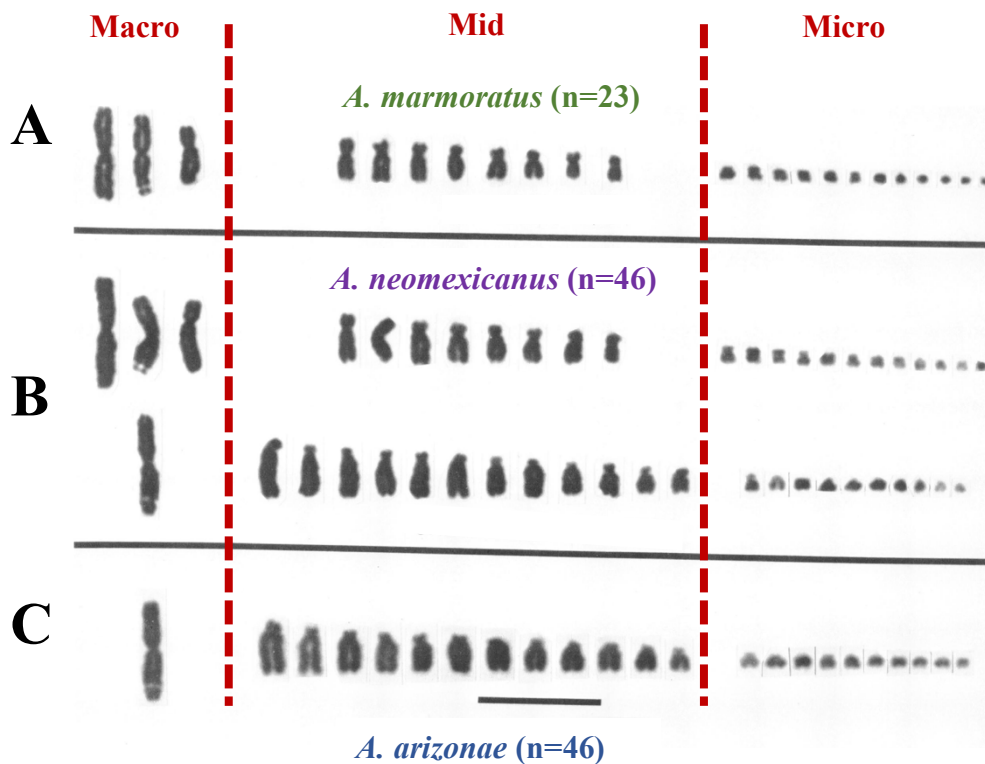 Macro Mid Micro
A A. marmoratus (n=23)
B A. neomexicanus (n=46)
C
A. arizonae (n=46)